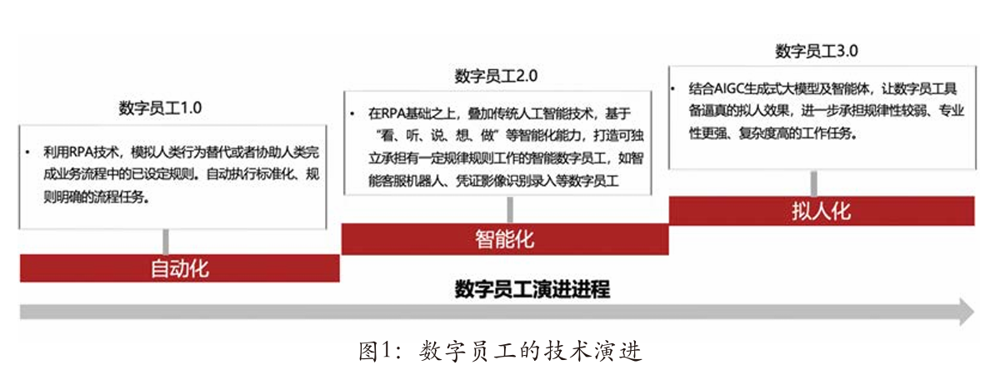 数字员工1.0
• 利用RPA技术，模拟人类行为替代或者协助人类完
成业务流程中的已设定规则。自动执行标准化、规
则明确的流程任务。
自动化
数字员工2.0
• 在RPA基础之上，叠加传统人工智能技术，基于
“看、听、说、想、做”等智能化能力，打造可独
立承担有一定规律规则工作的智能数字员工，如智
能客服机器人、凭证影像识别录入等数字员工
智能化
数字员工3.0
• 结合AIGC生成式大模型及智能体，让数字员工具
备逼真的拟人效果，进一步承担规律性较弱、专业
性更强、复杂度高的工作任务。
拟人化
数字员工演进进程
图1：数字员工的技术演进